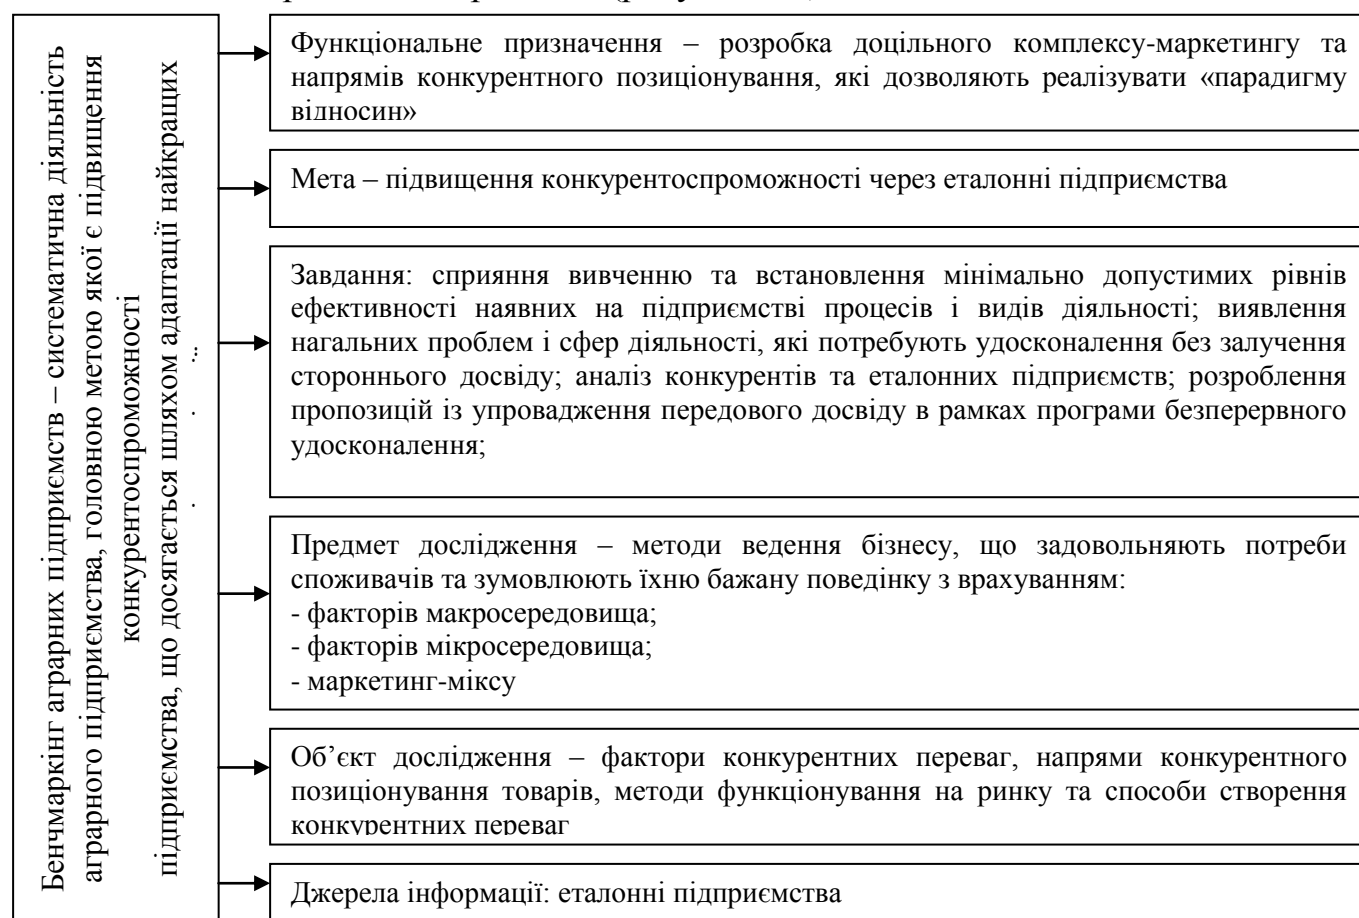 Бенчмаркінг аграрних підприємств – систематична діяльність
аграрного підприємства, головною метою якої є підвищення
конкурентоспроможності
підприємства, що досягається шляхом адаптації найкращих
Функціональне призначення – розробка доцільного комплексу-маркетингу та
напрямів конкурентного позиціонування, які дозволяють реалізувати «парадигму
відносин»
Мета – підвищення конкурентоспроможності через еталонні підприємства
Завдання: сприяння вивченню та встановлення мінімально допустимих рівнів
ефективності наявних на підприємстві процесів і видів діяльності; виявлення
нагальних проблем і сфер діяльності, які потребують удосконалення без залучення
стороннього досвіду; аналіз конкурентів та еталонних підприємств; розроблення
пропозицій із упровадження передового досвіду в рамках програми безперервного
удосконалення;
Предмет дослідження – методи ведення бізнесу, що задовольняють потреби
споживачів та зумовлюють їхню бажану поведінку з врахуванням:
- факторів макросередовища;
- факторів мікросередовища;
- маркетинг-міксу
Об’єкт дослідження – фактори конкурентних переваг, напрями конкурентного
позиціонування товарів, методи функціонування на ринку та способи створення
конкурентних переваг
Джерела інформації: еталонні підприємства